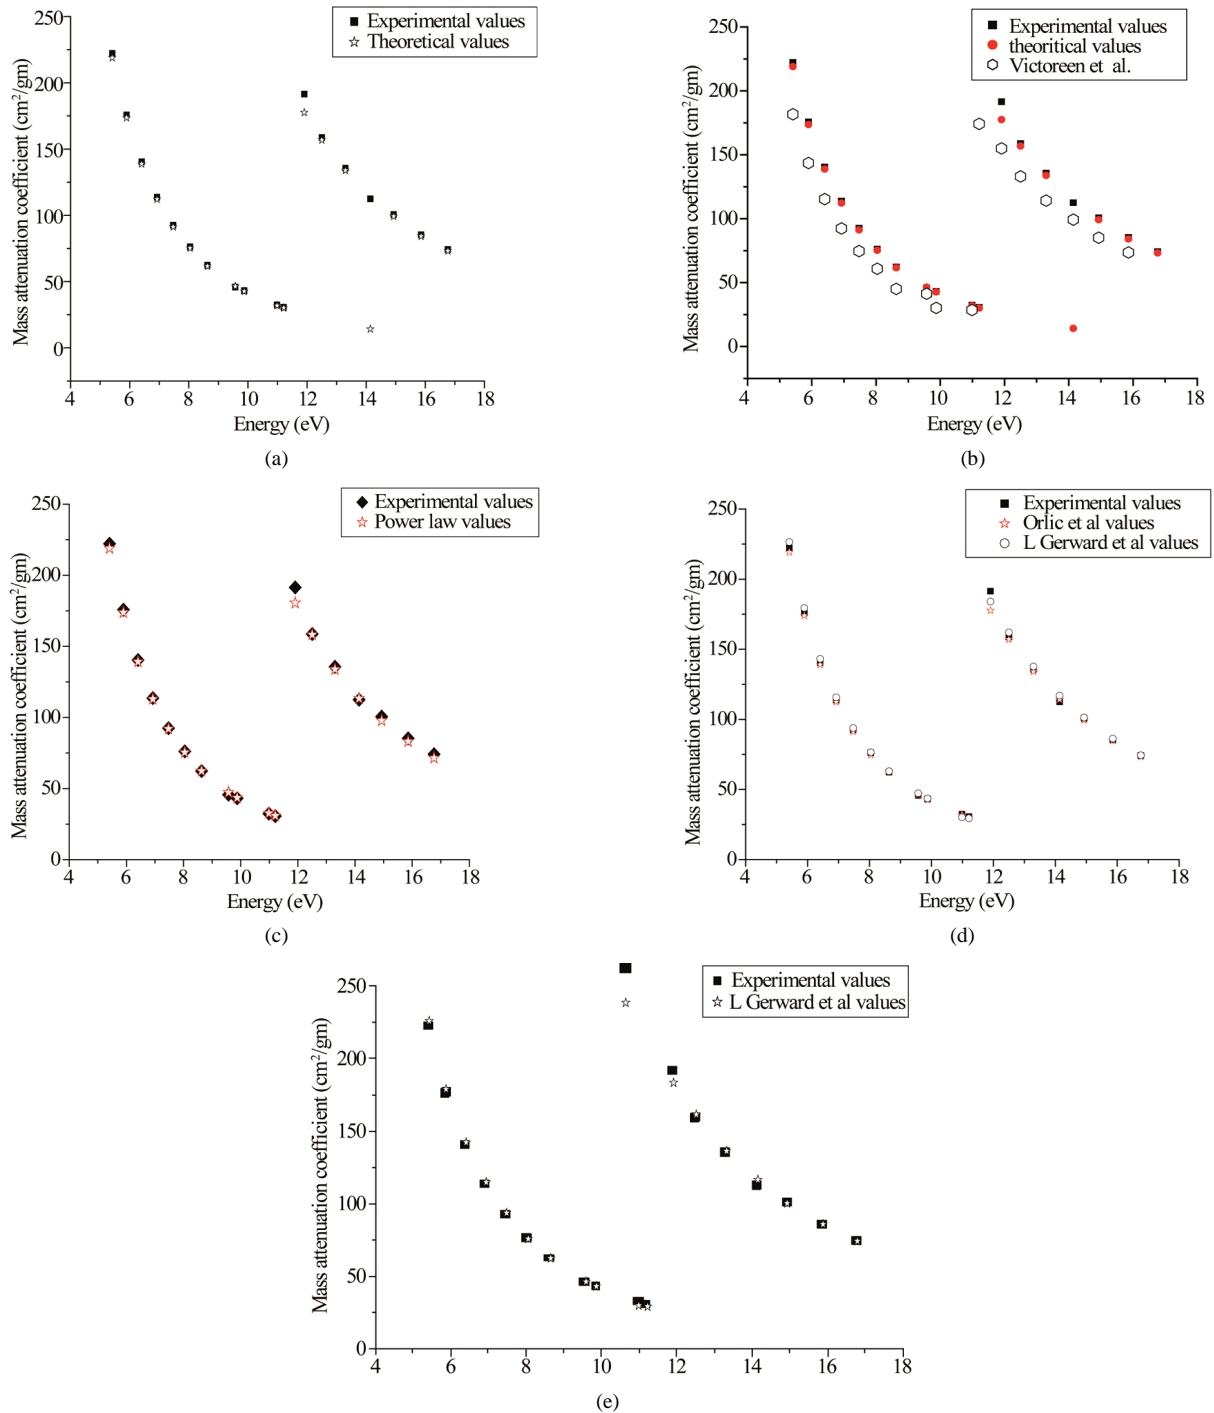 Experimental values
Theoretical values
250
200
150
100
50
0
Mass attenuation coefficient (cm²/gm)
4 6 8 10 12 14 16 18
Energy (eV)
(a)
Experimental values
theoritical values
Victoreen et al.
250
200
150
100
50
0
Mass attenuation coefficient (cm²/gm)
4 6 8 10 12 14 16 18
Energy (eV)
(b)
Experimental values
Power law values
250
200
150
100
50
0
Mass attenuation coefficient (cm²/gm)
4 6 8 10 12 14 16 18
Energy (eV)
(c)
Experimental values
Orlic et al values
L Gerward et al values
250
200
150
100
50
0
Mass attenuation coefficient (cm²/gm)
4 6 8 10 12 14 16 18
Energy (eV)
(d)
Experimental values
L Gerward et al values
250
200
150
100
50
0
Mass attenuation coefficient (cm²/gm)
4 6 8 10 12 14 16 18
(e)